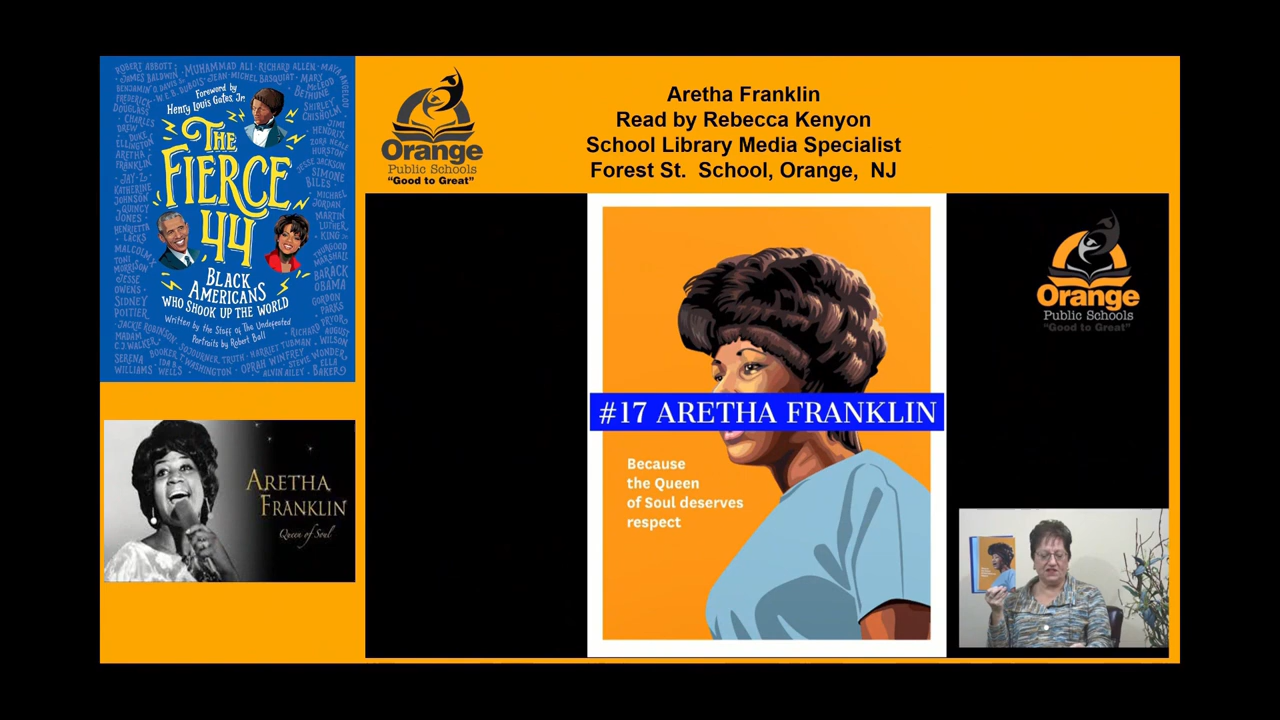 Aretha Franklin
Read by Rebecca Kenyon
School Library Media Specialist
Forest St.  School, Orange,  NJ
Orange
Public Schools
"Good to Great"
ROBERT ABBOTT
MUHAMMAD ALI · RICHARD ALLEN · MAYA ANGELOU
JAMES BALDWIN · JEAN-MICHEL BASQUIAT · MARY McLEOD BETHUNE
BENJAMIN O. DAVIS
W.E.B. DUBOIS
Foreword by
Henry Louis Gates, Jr.
FREDERICK
DOUGLASS
CHARLES
DREW
DUKE
ELLINGTON
ARETHA
FRANKLIN
JAY-Z
KATHERINE
JOHNSON
QUINCY
JONES
HENRIETTA
LACKS
MALCOLM X
TONI
MORRISON
JESSE
OWENS
SIDNEY
POITIER
SHIRLEY
CHISHOLM
JIMI
HENDRIX
ZORA NEALE
HURSTON
JESSE JACKSON
SIMONE
BILES
MICHAEL
JORDAN
MARTIN
LUTHER
KING
THURGOOD
MARSHALL
BARACK
OBAMA
GORDON
PARKS
RICHARD PRYOR
THE
FIERCE
44
BLACK
AMERICANS
WHO SHOOK UP THE WORLD
Written by the Staff of The Undefeated
Portraits by Robert Ball
JACKIE ROBINSON · SOJOURNER TRUTH · HARRIET TUBMAN
AUGUST
WILSON
MADAM
C.J. WALKER
BOOKER T. WASHINGTON · OPRAH WINFREY · STEVIE WONDER
SERENA
WILLIAMS
IDA B.
WELLS
ALVIN AILEY
ELLA
BAKER
ARETHA
FRANKLIN
Queen of Soul
#17 ARETHA FRANKLIN
Because
the Queen
of Soul deserves
respect
Orange
Public Schools
"Good to Great"